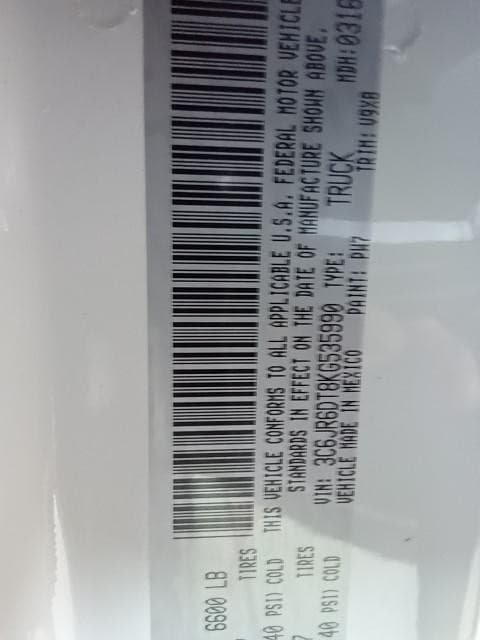 6600 LB
TIRES
40 PSI) COLD THIS VEHICLE CONFORMS TO ALL APPLICABLE U.S.A. FEDERAL MOTOR VEHICLE
STANDARDS IN EFFECT ON THE DATE OF MANUFACTURE SHOWN ABOVE.
7 TIRES VIN: 3C6JR6DT8KG535990 TYPE: TRUCK MDH: 0316
40 PSI) COLD VEHICLE MADE IN MEXICO PAINT: PW7 TRIM: V9X8